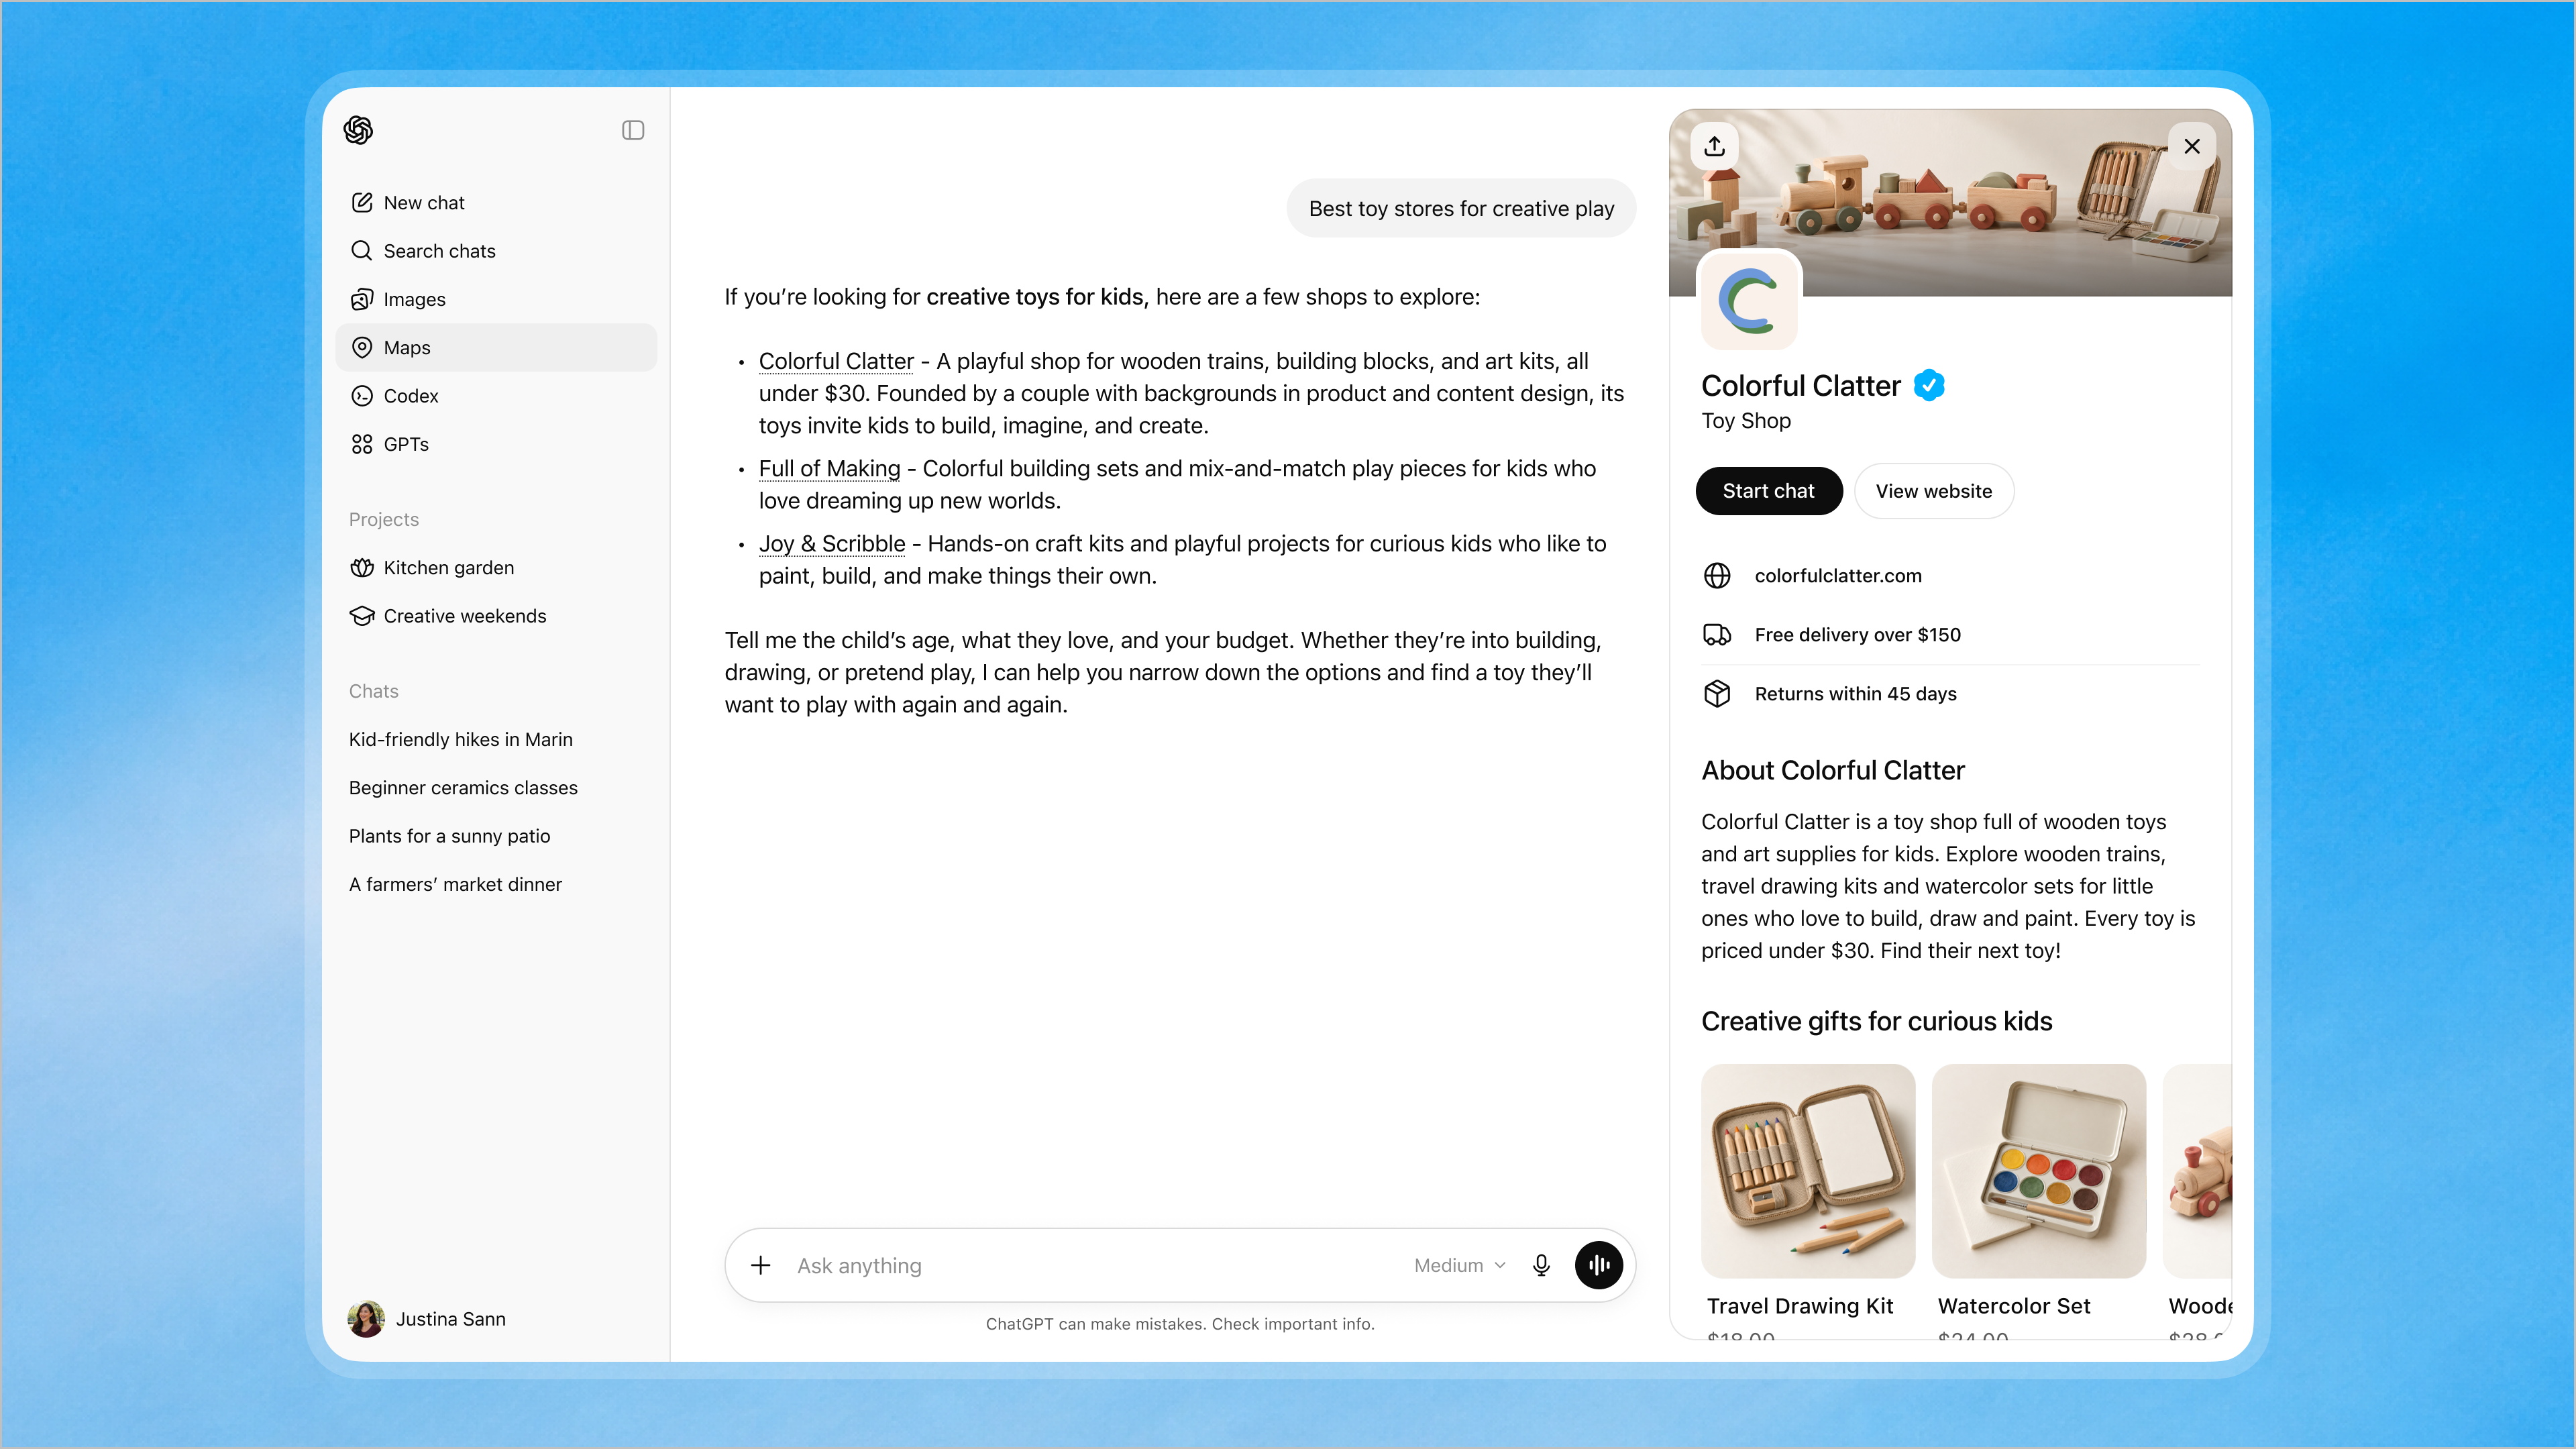 New chat
Search chats
Images
Maps
Codex
GPTs
Projects
Kitchen garden
Creative weekends
Chats
Kid-friendly hikes in Marin
Beginner ceramics classes
Plants for a sunny patio
A farmers’ market dinner
Justina Sann
Best toy stores for creative play
If you’re looking for creative toys for kids, here are a few shops to explore:
• Colorful Clatter - A playful shop for wooden trains, building blocks, and art kits, all
under $30. Founded by a couple with backgrounds in product and content design, its
toys invite kids to build, imagine, and create.
• Full of Making - Colorful building sets and mix-and-match play pieces for kids who
love dreaming up new worlds.
• Joy & Scribble - Hands-on craft kits and playful projects for curious kids who like to
paint, build, and make things their own.
Tell me the child’s age, what they love, and your budget. Whether they’re into building,
drawing, or pretend play, I can help you narrow down the options and find a toy they’ll
want to play with again and again.
Ask anything
Medium
ChatGPT can make mistakes. Check important info.
Colorful Clatter
Toy Shop
Start chat
View website
colorfulclatter.com
Free delivery over $150
Returns within 45 days
About Colorful Clatter
Colorful Clatter is a toy shop full of wooden toys
and art supplies for kids. Explore wooden trains,
travel drawing kits and watercolor sets for little
ones who love to build, draw and paint. Every toy is
priced under $30. Find their next toy!
Creative gifts for curious kids
Travel Drawing Kit
Watercolor Set
$18.00
$24.00